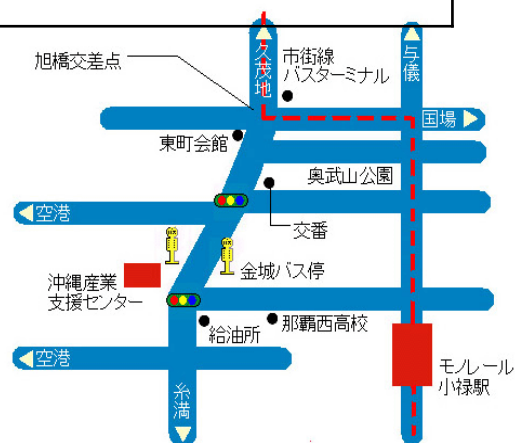 久茂地
与儀
旭橋交差点
市街線
バスターミナル
国場
東町会館
奥武山公園
空港
交番
金城バス停
沖縄産業
支援センター
給油所
那覇西高校
空港
糸満
モノレール
小禄駅